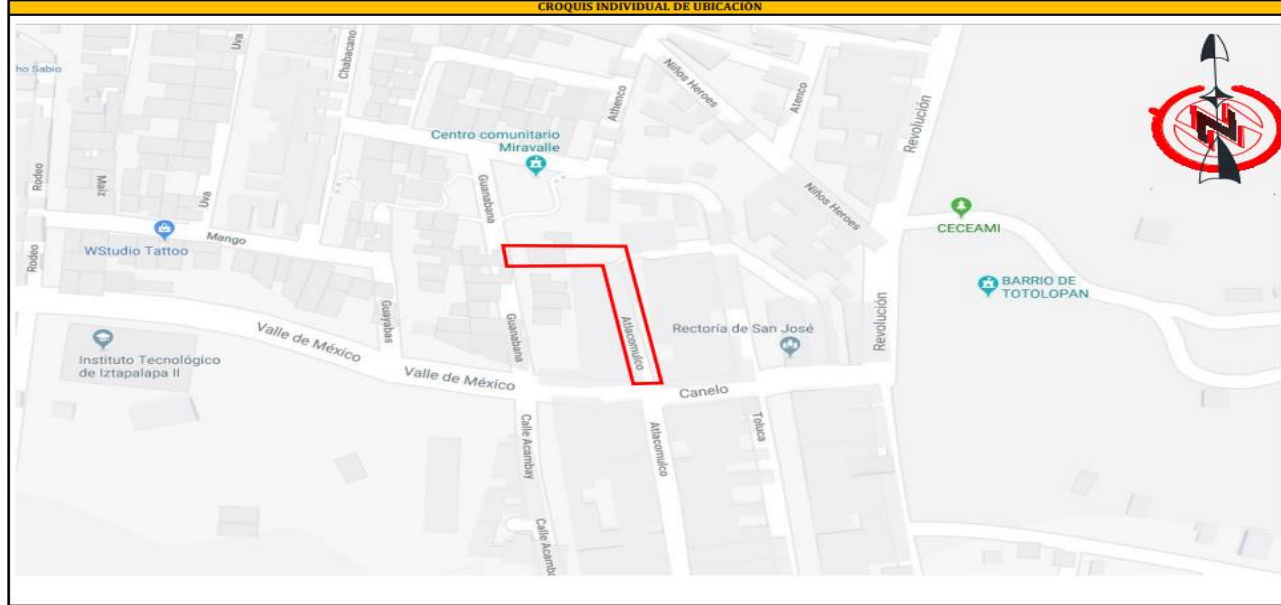 CROQUIS INDIVIDUAL DE UBICACIÓN
Uva
Chabacano
ho Sabio
Niños Heroes
Athenco
Atenco
Revolución
Centro comunitario
Miravalle
Rodeo
Maíz
Uva
Guanabana
Niños Heroes
N
CECEAMI
Mango
WStudio Tattoo
Rodeo
BARRIO DE
TOTOLOPAN
Guayabas
Guanabana
Atlacomulco
Rectoría de San José
Revolución
Valle de México
Instituto Tecnológico
de Iztapalapa II
Valle de México
Canelo
Calle Acambay
Atlacomulco
Toluca
Calle Acamb